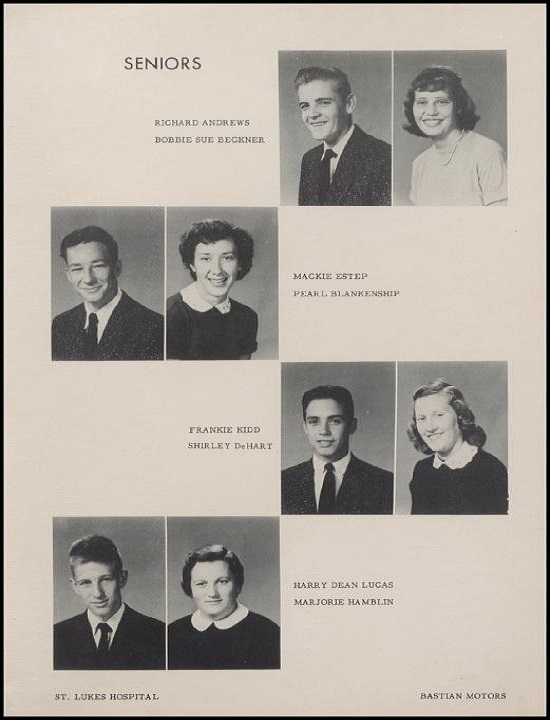 SENIORS
RICHARD ANDREWS
BOBBIE SUE BECKNER
MACKIE ESTEP
PEARL BLANKENSHIP
FRANKIE KIDD
SHIRLEY DeHART
HARRY DEAN LUCAS
MARJORIE HAMBLIN
ST. LUKES HOSPITAL
BASTIAN MOTORS